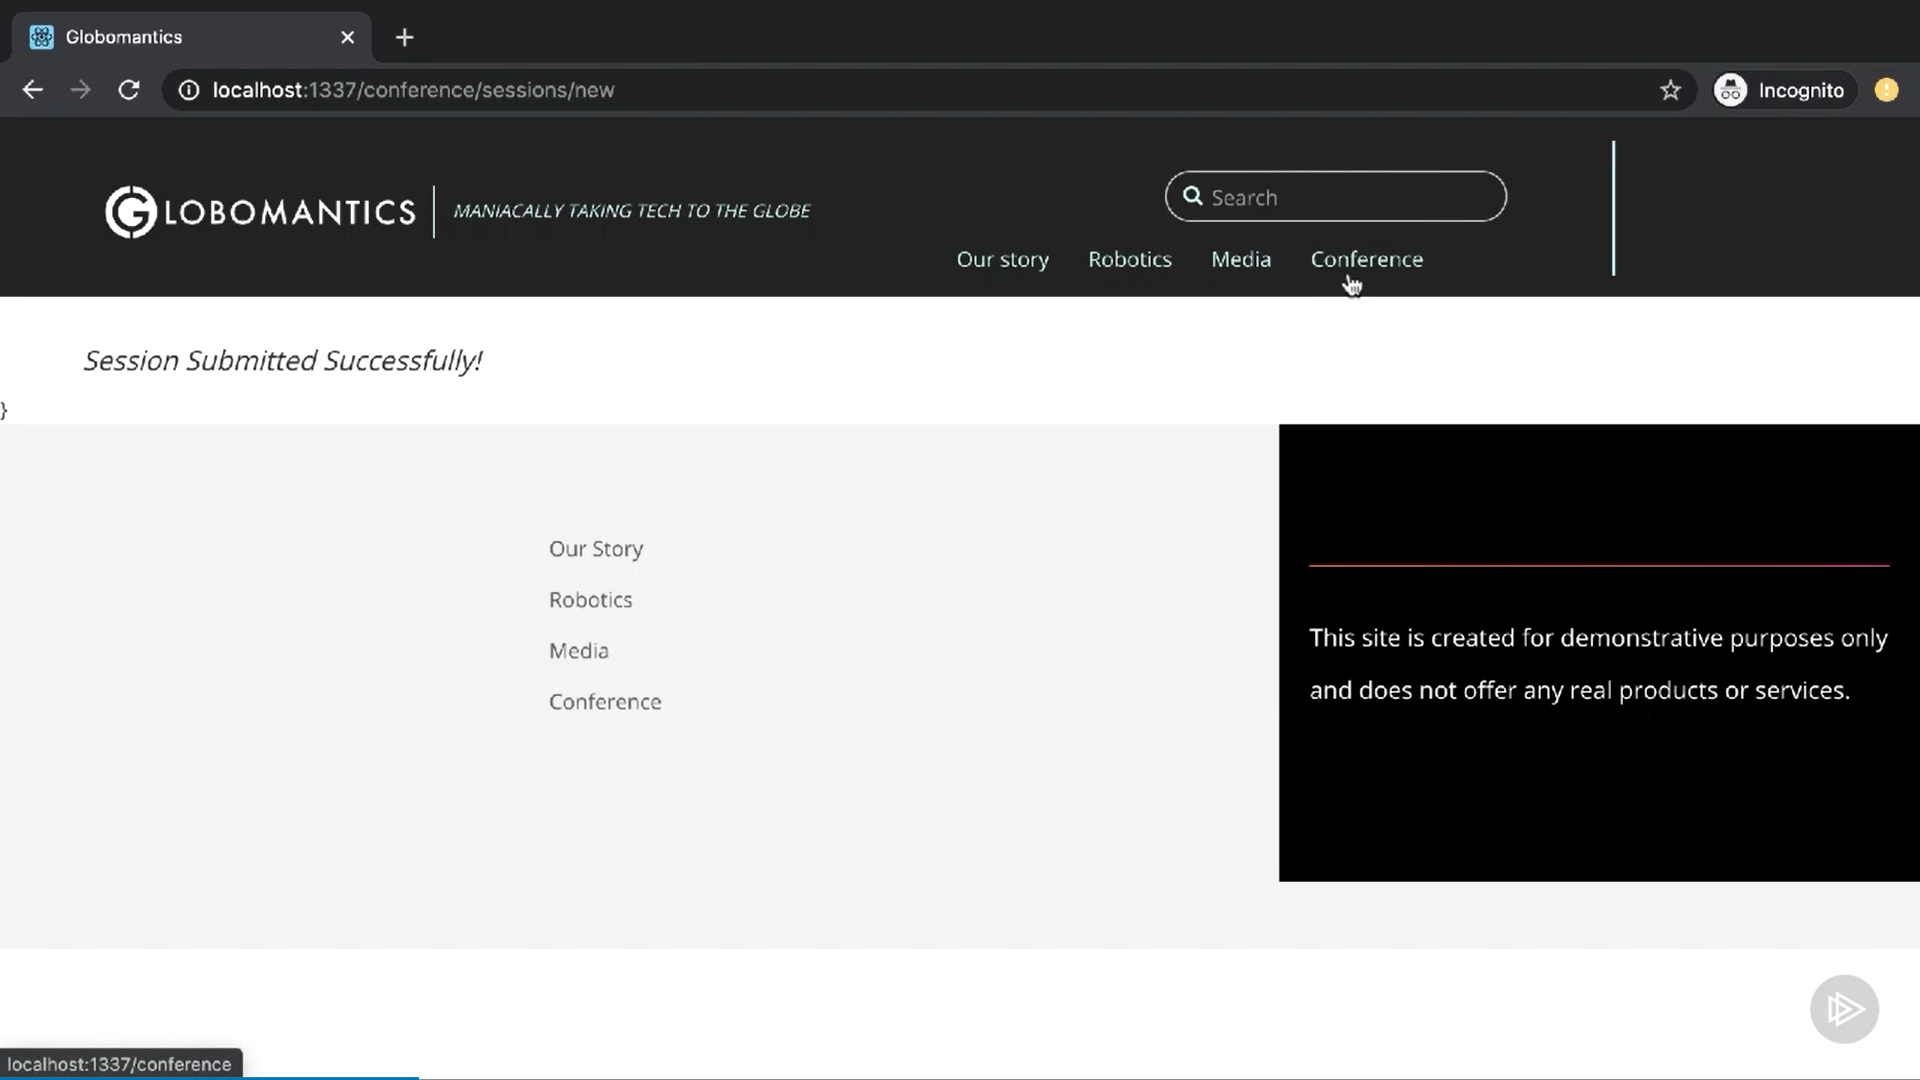 Globomantics
localhost:1337/conference/sessions/new
Incognito
GLOBOMANTICS
MANIACALLY TAKING TECH TO THE GLOBE
Search
Our story Robotics Media Conference
Session Submitted Successfully!
}
Our Story
Robotics
Media
Conference
This site is created for demonstrative purposes only
and does not offer any real products or services.
localhost:1337/conference